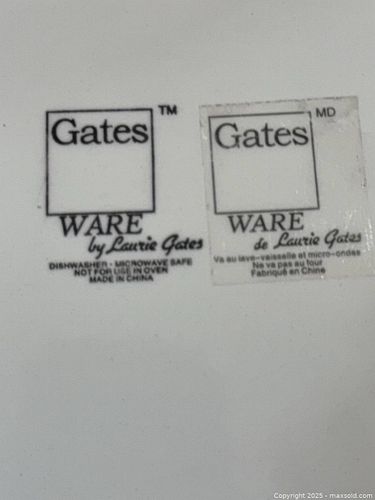 Gates TM
WARE
by Laurie Gates
DISHWASHER - MICROWAVE SAFE
NOT FOR USE IN OVEN
MADE IN CHINA
Gates MD
WARE
de Laurie Gates
Va au lave-vaisselle et micro-ondes
Ne va pas au four
Fabriqué en Chine
Copyright 2025 - maxsold.com